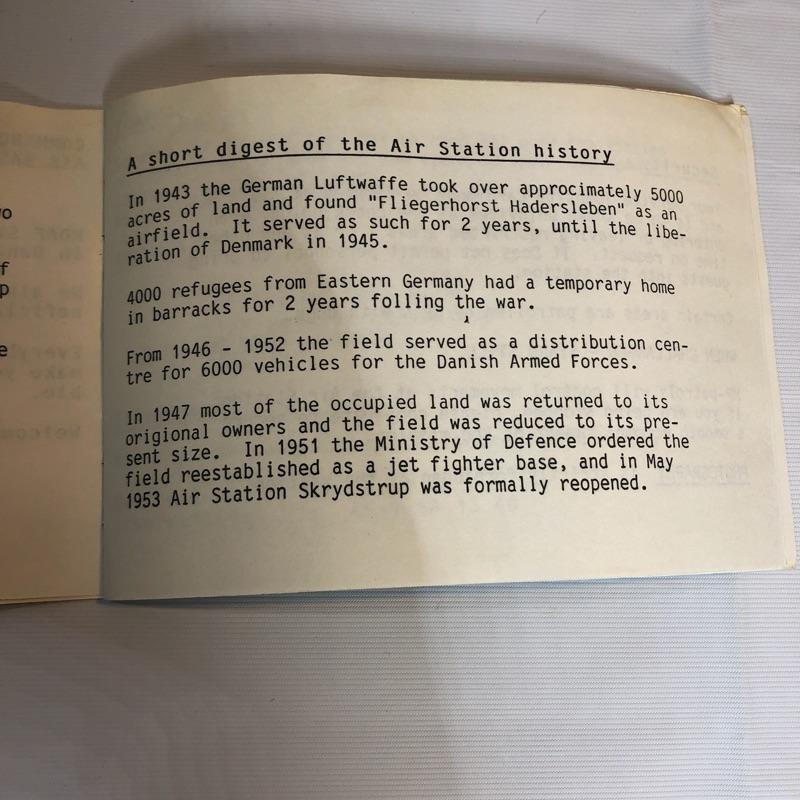 A short digest of the Air Station history
In 1943 the German Luftwaffe took over approcimately 5000
acres of land and found "Fliegerhorst Hadersleben" as an
airfield. It served as such for 2 years, until the libe-
ration of Denmark in 1945.
4000 refugees from Eastern Germany had a temporary home
in barracks for 2 years folling the war.
From 1946 - 1952 the field served as a distribution cen-
tre for 6000 vehicles for the Danish Armed Forces.
In 1947 most of the occupied land was returned to its
origional owners and the field was reduced to its pre-
sent size. In 1951 the Ministry of Defence ordered the
field reestablished as a jet fighter base, and in May
1953 Air Station Skrydstrup was formally reopened.